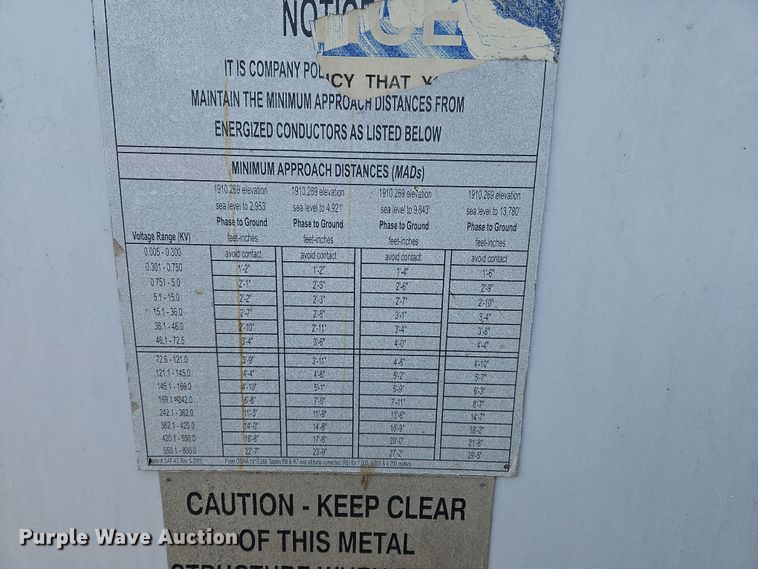 NOTICE
ICE
IT IS COMPANY POL
ICY THAT YO
MAINTAIN THE MINIMUM APPROACH DISTANCES FROM
ENERGIZED CONDUCTORS AS LISTED BELOW
MINIMUM APPROACH DISTANCES (MADs)
1910.269 elevation 1910.269 elevation 1910.269 elevation 1910.269 elevation
sea level to 2,953' sea level to 4,921' sea level to 9,843' sea level to 13,780'
Phase to Ground Phase to Ground Phase to Ground Phase to Ground
Voltage Range (KV) feet-inches feet-inches feet-inches feet-inches
0.005 - 0.300 avoid contact avoid contact avoid contact avoid contact
0.301 - 0.750 1'-2" 1'-2" 1'-4" 1'-6"
0.751 - 5.0 2'-1" 2'-3" 2'-6" 2'-9"
5.1 - 15.0 2'-2" 2'-3" 2'-7" 2'-10"
15.1 - 36.0 2'-7" 2'-8" 3'-1" 3'-4"
36.1 - 46.0 2'-10" 2'-11" 3'-4" 3'-8"
46.1 - 72.5 3'-4" 3'-6" 4'-0" 4'-4"
72.6 - 121.0 3'-9" 3'-11" 4'-6" 4'-10"
121.1 - 145.0 4'-4" 4'-6" 5'-2" 5'-7"
145.1 - 169.0 4'-10" 5'-1" 5'-9" 6'-3"
169.1 - 242.0 6'-8" 7'-0" 7'-11" 8'-7"
242.1 - 362.0 11'-3" 11'-9" 13'-6" 14'-7"
362.1 - 420.0 14'-0" 14'-8" 16'-9" 18'-2"
420.1 - 550.0 16'-8" 17'-6" 20'-0" 21'-8"
550.1 - 800.0 22'-7" 23'-9" 27'-2" 29'-5"
CAUTION - KEEP CLEAR
OF THIS METAL
Purple Wave Auction